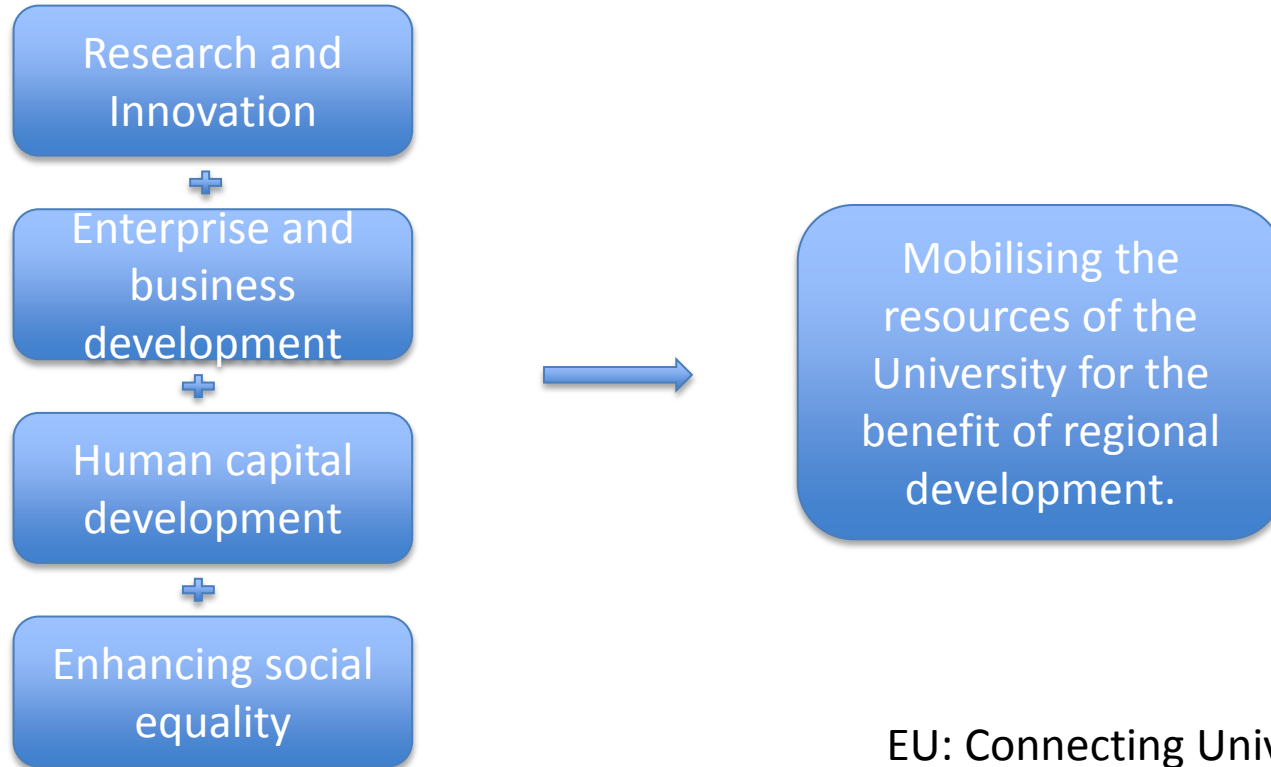 Research and
Innovation
Enterprise and
business
development
Human capital
development
Enhancing social
equality
Mobilising the
resources of the
University for the
benefit of regional
development.
EU: Connecting